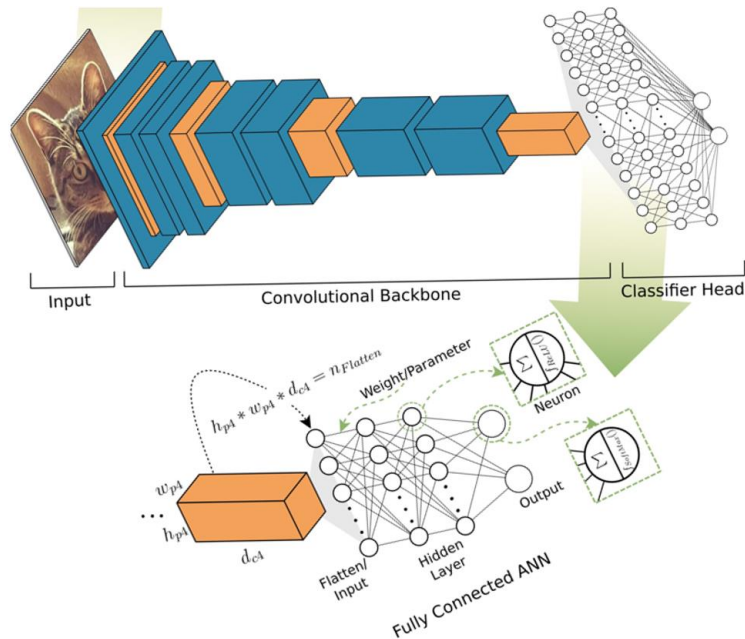 Input
Convolutional Backbone
Classifier Head
h_{p4} * w_{p4} * d_{c4} = n_{Flatten}
Weight/Parameter
f_{ReLU}()
Σ
Neuron
f_{SoftMax}()
Σ
w_{p4}
...
h_{p4}
d_{c4}
Output
Flatten/
Input
Hidden
Layer
Fully Connected ANN